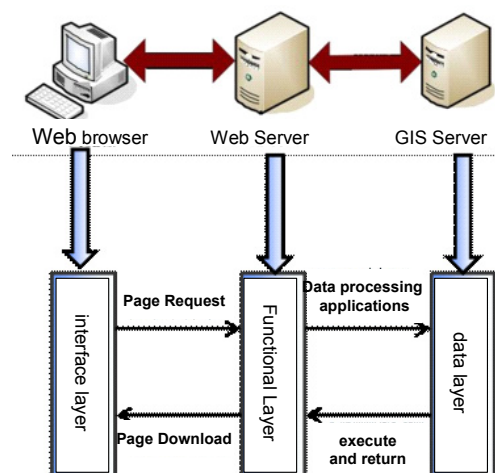 Web browser
Web Server
GIS Server
Page Request
Data processing
applications
interface layer
Functional Layer
data layer
Page Download
execute
and return